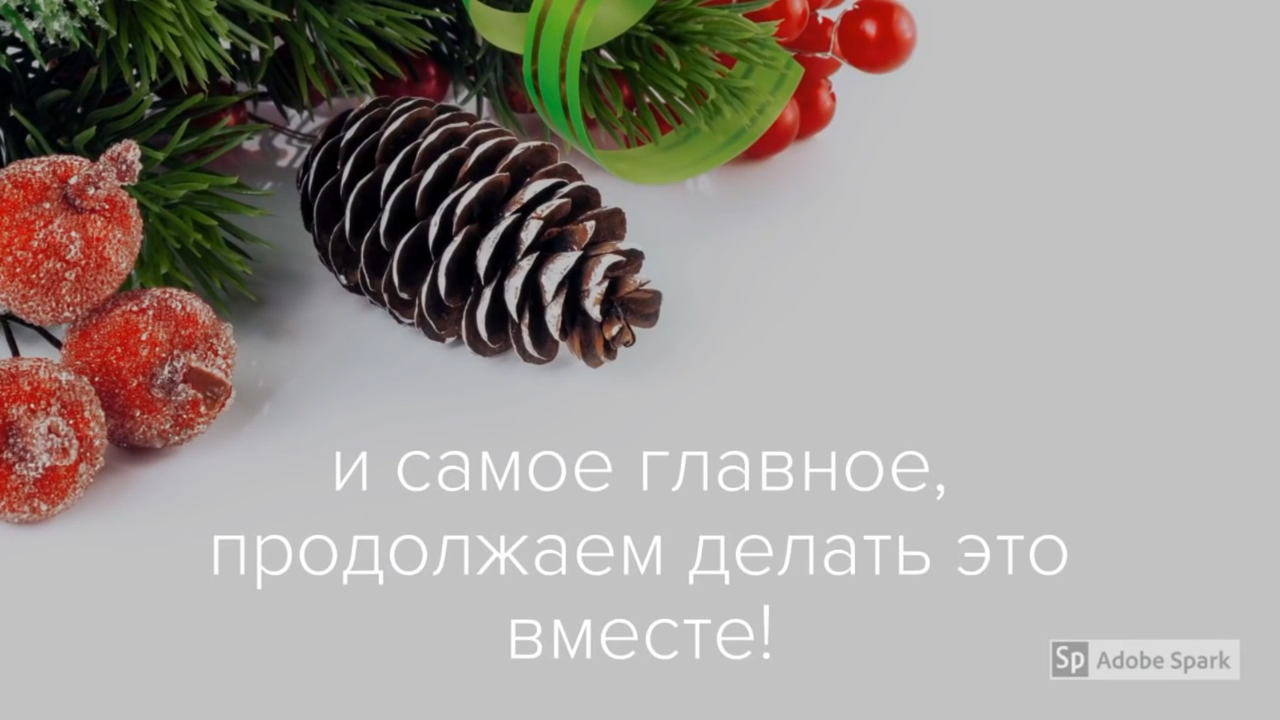 и самое главное,
продолжаем делать это
вместе!
Sp Adobe Spark